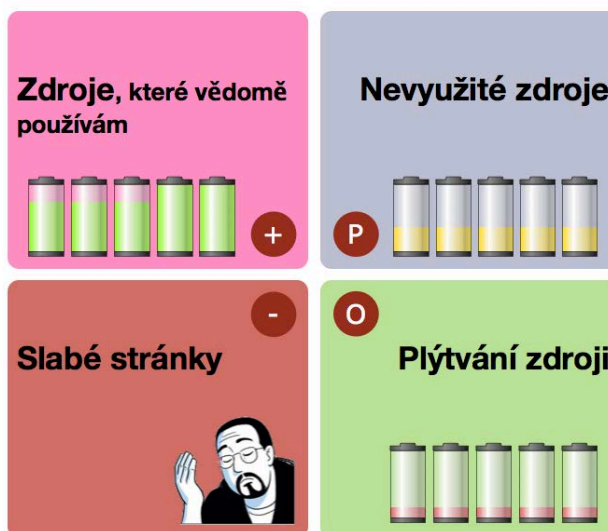 Zdroje, které vědomě
používám
+
Nevyužité zdroje
P
-
Slabé stránky
O
Plýtvání zdroji